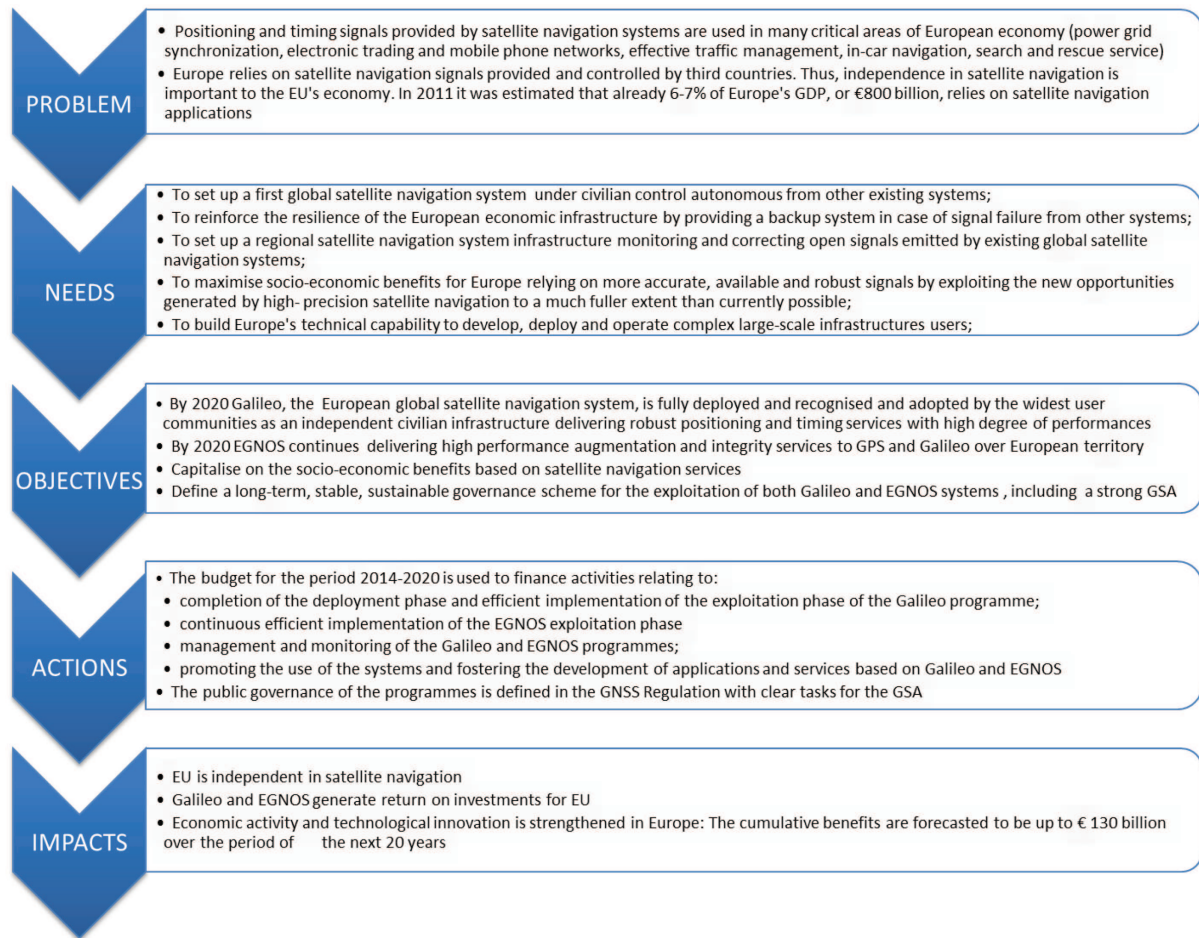 PROBLEM
• Positioning and timing signals provided by satellite navigation systems are used in many critical areas of European economy (power grid
synchronization, electronic trading and mobile phone networks, effective traffic management, in-car navigation, search and rescue service)
• Europe relies on satellite navigation signals provided and controlled by third countries. Thus, independence in satellite navigation is
important to the EU's economy. In 2011 it was estimated that already 6-7% of Europe's GDP, or €800 billion, relies on satellite navigation
applications
NEEDS
• To set up a first global satellite navigation system under civilian control autonomous from other existing systems;
• To reinforce the resilience of the European economic infrastructure by providing a backup system in case of signal failure from other systems;
• To set up a regional satellite navigation system infrastructure monitoring and correcting open signals emitted by existing global satellite
navigation systems;
• To maximise socio-economic benefits for Europe relying on more accurate, available and robust signals by exploiting the new opportunities
generated by high- precision satellite navigation to a much fuller extent than currently possible;
• To build Europe's technical capability to develop, deploy and operate complex large-scale infrastructures users;
OBJECTIVES
• By 2020 Galileo, the European global satellite navigation system, is fully deployed and recognised and adopted by the widest user
communities as an independent civilian infrastructure delivering robust positioning and timing services with high degree of performances
• By 2020 EGNOS continues delivering high performance augmentation and integrity services to GPS and Galileo over European territory
• Capitalise on the socio-economic benefits based on satellite navigation services
• Define a long-term, stable, sustainable governance scheme for the exploitation of both Galileo and EGNOS systems , including a strong GSA
ACTIONS
• The budget for the period 2014-2020 is used to finance activities relating to:
• completion of the deployment phase and efficient implementation of the exploitation phase of the Galileo programme;
• continuous efficient implementation of the EGNOS exploitation phase
• management and monitoring of the Galileo and EGNOS programmes;
• promoting the use of the systems and fostering the development of applications and services based on Galileo and EGNOS
• The public governance of the programmes is defined in the GNSS Regulation with clear tasks for the GSA
IMPACTS
• EU is independent in satellite navigation
• Galileo and EGNOS generate return on investments for EU
• Economic activity and technological innovation is strengthened in Europe: The cumulative benefits are forecasted to be up to € 130 billion
over the period of the next 20 years